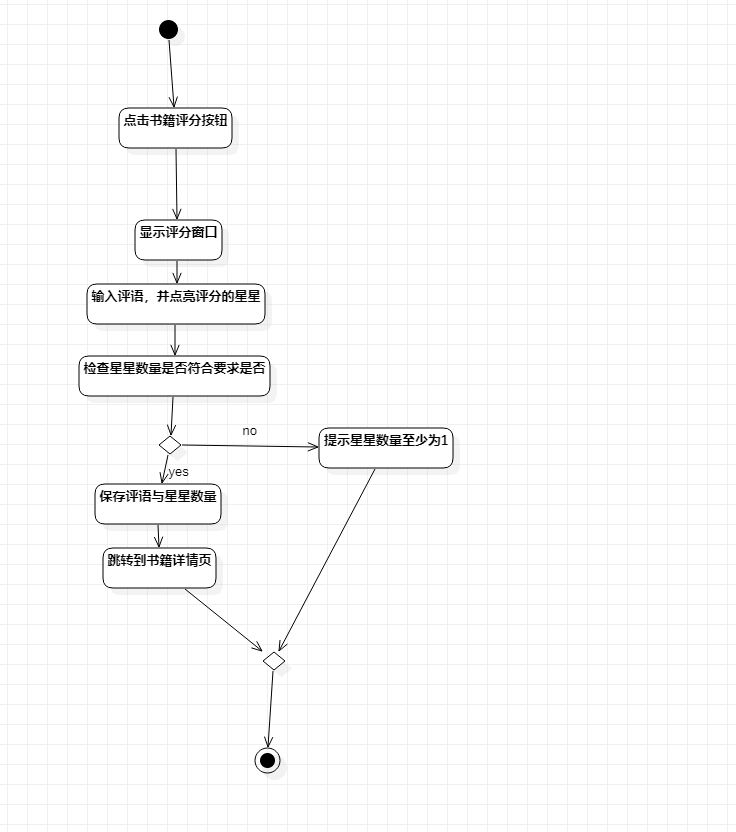 点击书籍评分按钮
显示评分窗口
输入评语，并点亮评分的星星
检查星星数量是否符合要求是否
no
提示星星数量至少为1
yes
保存评语与星星数量
跳转到书籍详情页